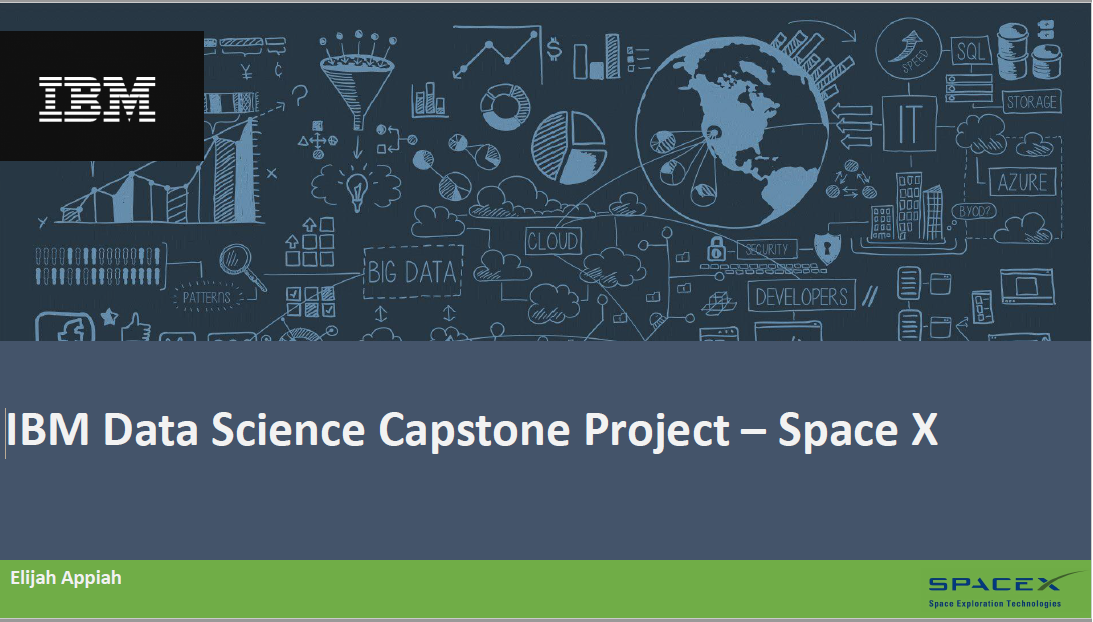 IBM
$
¥
¢
?
x
y
SPEED
SQL
STORAGE
IT
AZURE
BYOD?
CLOUD
SECURITY
BIG DATA
PATTERNS
DEVELOPERS //
IBM Data Science Capstone Project – Space X
Elijah Appiah
SPACEX
Space Exploration Technologies